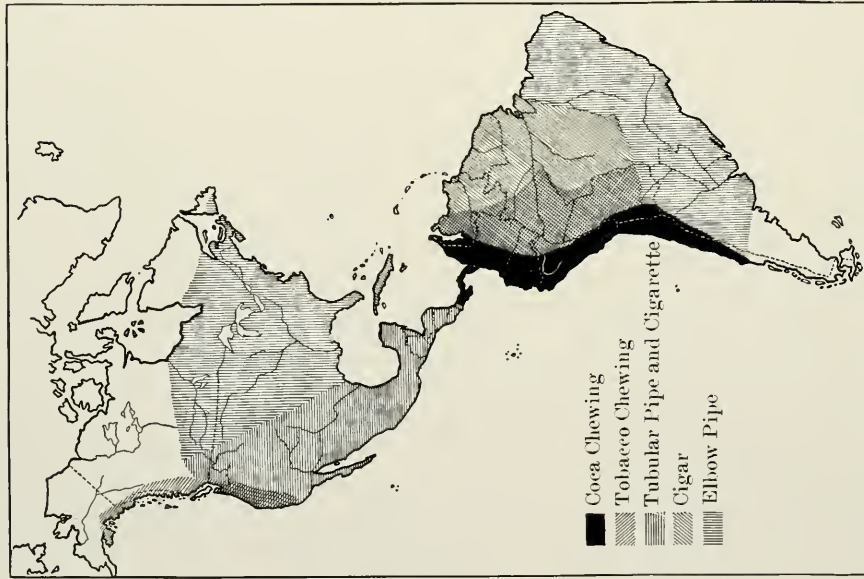 Coca Chewing
Tobacco Chewing
Tubular Pipe and Cigarette
Cigar
Elbow Pipe